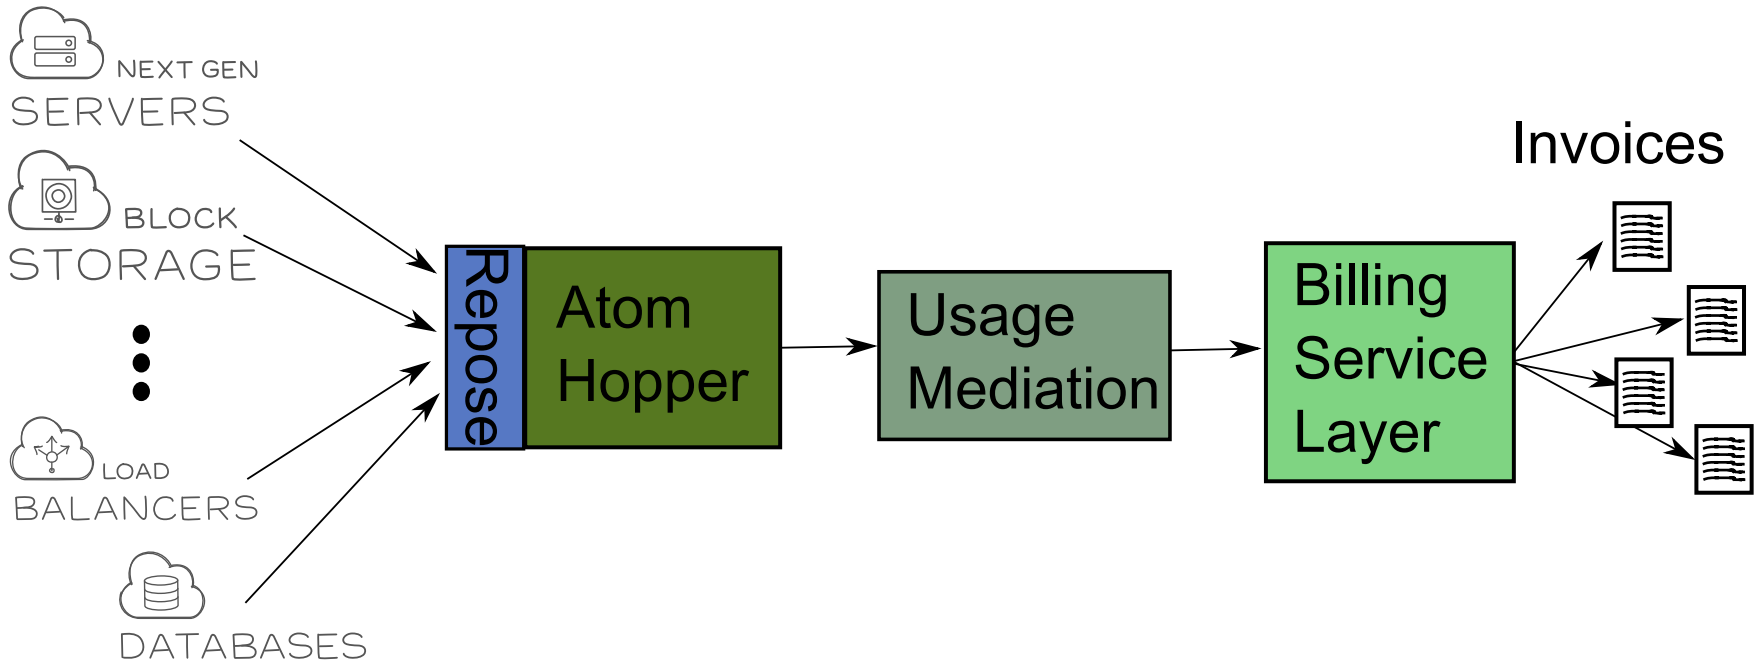 NEXT GEN
SERVERS
BLOCK
STORAGE
LOAD
BALANCERS
DATABASES
Repose
Atom
Hopper
Usage
Mediation
Billing
Service
Layer
Invoices